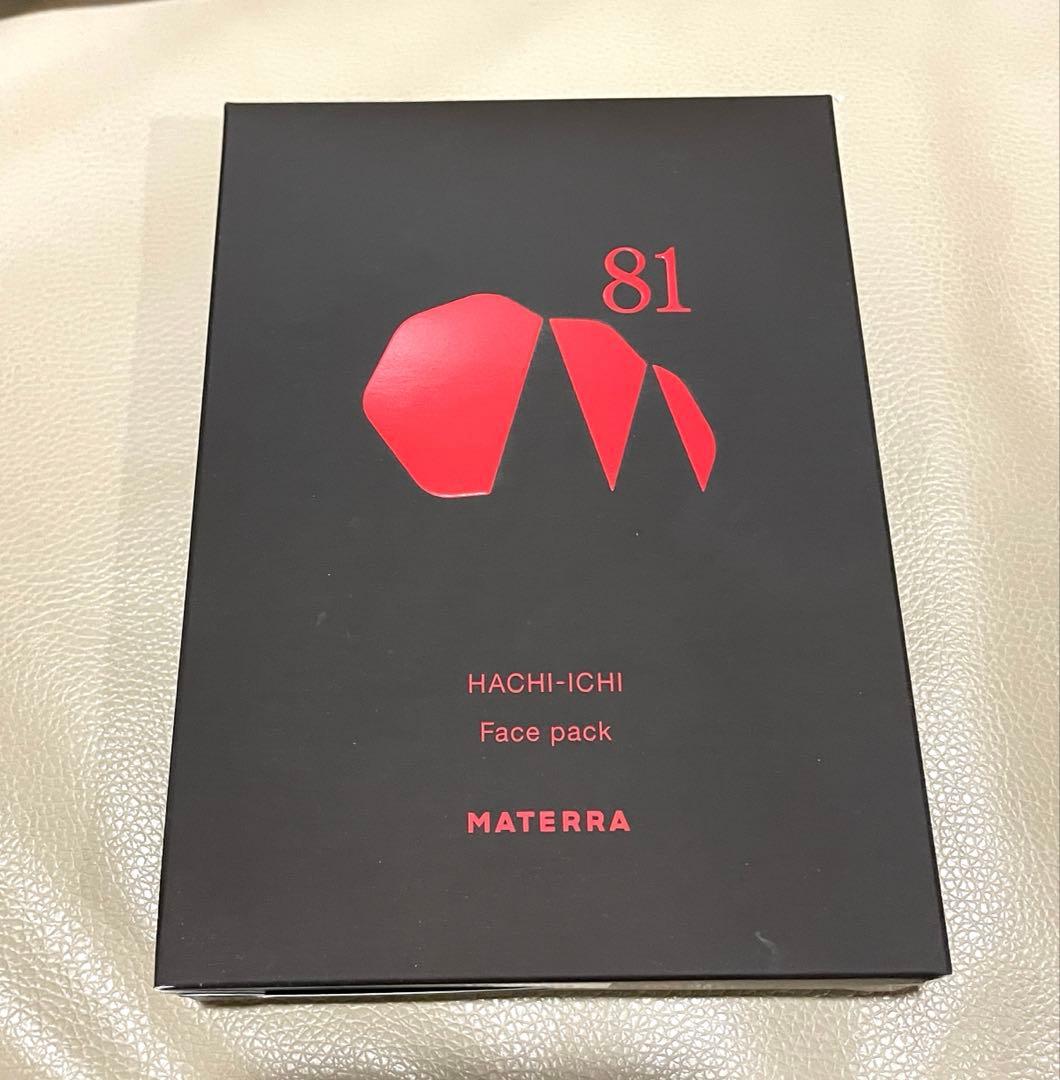 81
HACHI-ICHI
Face pack
MATERRA